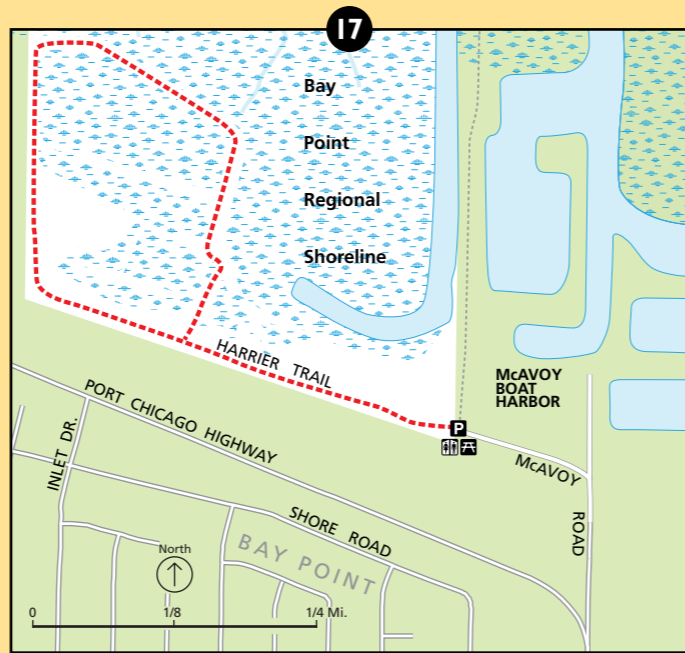 17
Bay
Point
Regional
Shoreline
HARRIER TRAIL
McAVOY
BOAT
HARBOR
P
PORT CHICAGO HIGHWAY
McAVOY
ROAD
INLET DR.
SHORE ROAD
BAY POINT
North
0 1/8 1/4 Mi.